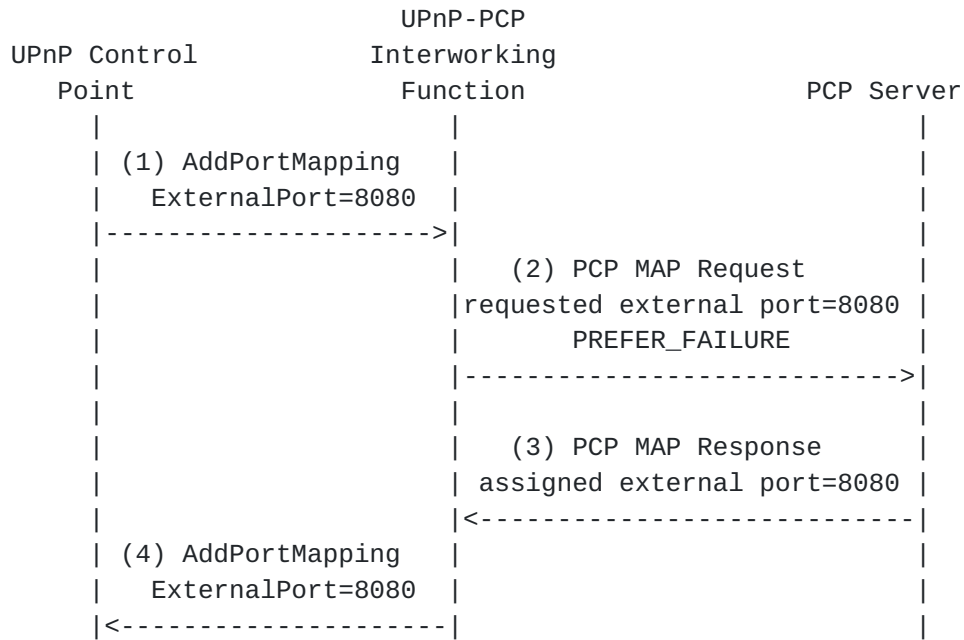 UPnP-PCP
UPnP Control Interworking
Point Function PCP Server
(1) AddPortMapping
ExternalPort=8080
(2) PCP MAP Request
requested external port=8080
PREFER_FAILURE
(3) PCP MAP Response
assigned external port=8080
(4) AddPortMapping
ExternalPort=8080